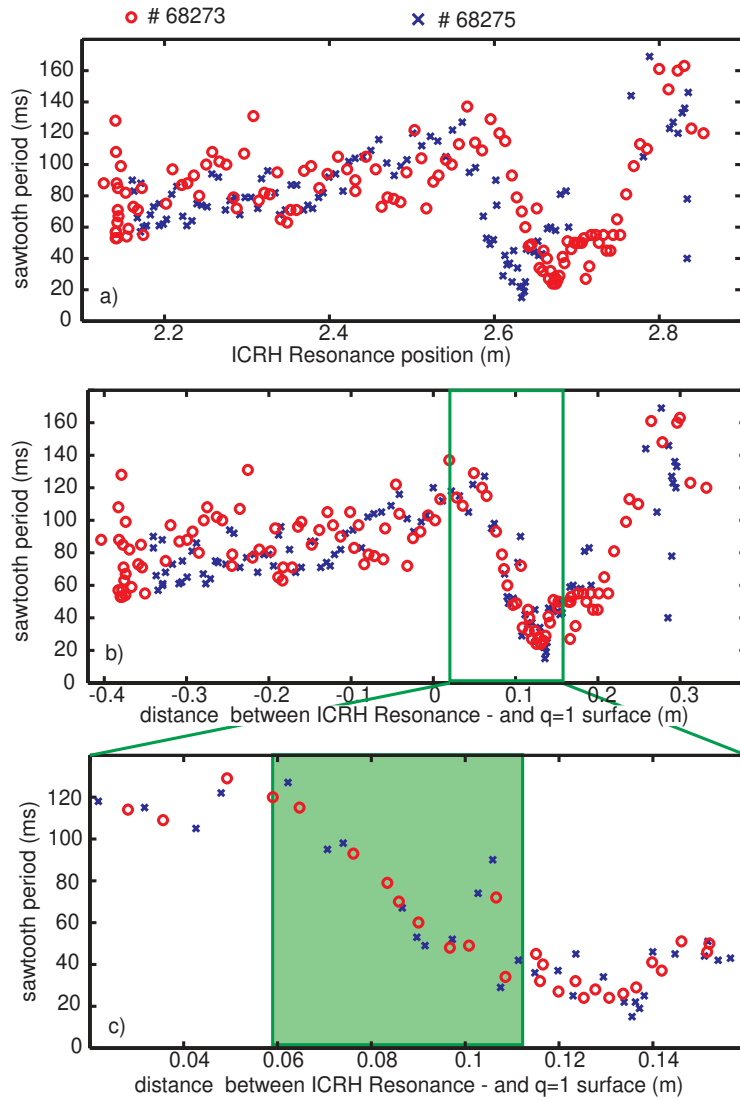 # 68273 # 68275
160
140
120
100
80
60
40
20
0
sawtooth period (ms)
a)
2.2 2.4 2.6 2.8
ICRH Resonance position (m)
160
140
120
100
80
60
40
20
0
sawtooth period (ms)
b)
-0.4 -0.3 -0.2 -0.1 0 0.1 0.2 0.3
distance between ICRH Resonance - and q=1 surface (m)
120
100
80
60
40
20
0
sawtooth period (ms)
c)
0.04 0.06 0.08 0.1 0.12 0.14
distance between ICRH Resonance - and q=1 surface (m)